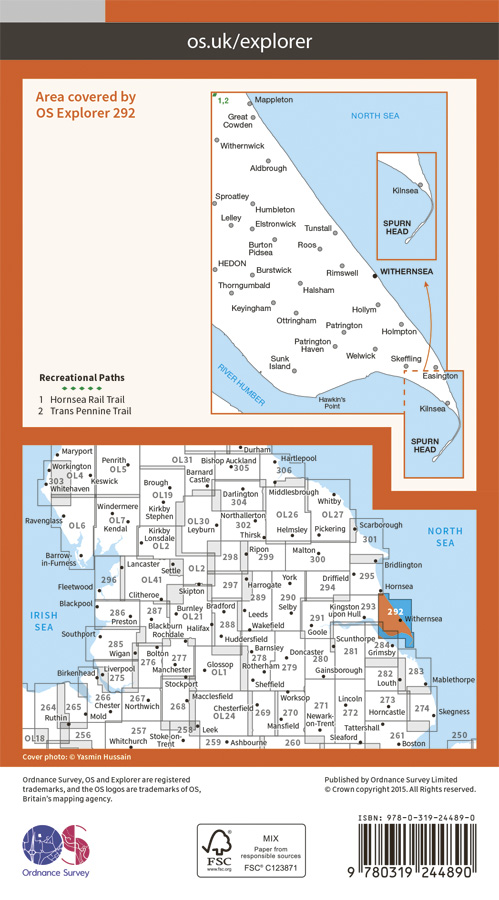 os.uk/explorer
Area covered by
OS Explorer 292
1,2
Mappleton
Great
Cowden
NORTH SEA
Withernwick
Aldbrough
Kilnsea
SPURN
HEAD
Sproatley
Humbleton
Lelley
Elstronwick
Tunstall
Burton
Pidsea
Roos
HEDON
Burstwick
Rimswell
WITHERNSEA
Thorngumbald
Halsham
Keyingham
Hollym
Ottringham
Patrington
Holmpton
Patrington
Haven
Welwick
Skeffling
Sunk
Island
Easington
RIVER HUMBER
Hawkin's
Point
Kilnsea
SPURN
HEAD
Recreational Paths
1 Hornsea Rail Trail
2 Trans Pennine Trail
Maryport
Workington
OL4
303
Whitehaven
Keswick
Penrith
OL5
OL31
Brough
OL19
Kirkby
Stephen
Barnard
Castle
Bishop Auckland
305
Durham
Hartlepool
306
Darlington
304
Middlesbrough
Whitby
Ravenglass
OL6
Windermere
OL7
Kendal
Kirkby
Lonsdale
OL2
OL30
Leyburn
Northallerton
302
Thirsk
OL26
Helmsley
OL27
Pickering
Scarborough
301
NORTH
SEA
Barrow-
in-Furness
Lancaster
296
OL41
Settle
OL2
298
Ripon
299
Malton
300
Bridlington
295
Fleetwood
Clitheroe
Skipton
297
Harrogate
289
York
290
Selby
Driffield
294
Hornsea
Blackpool
286
Preston
287
Blackburn
Rochdale
Burnley
OL21
Halifax
Bradford
288
Leeds
Wakefield
Huddersfield
291
Goole
Kingston
upon Hull
293
292
Withernsea
IRISH
SEA
Southport
285
Wigan
276
Bolton
277
Manchester
Glossop
OL1
Barnsley
278
Rotherham
279
Doncaster
Sheffield
Scunthorpe
281
280
Gainsborough
284
Grimsby
282
Louth
283
Mablethorpe
Birkenhead
Liverpool
275
Stockport
Macclesfield
264
265
Ruthin
266
Chester
Mold
267
Northwich
268
Chesterfield
OL24
269
Worksop
270
Mansfield
271
Newark-
on-Trent
Lincoln
272
273
Horncastle
274
Skegness
OL18
256
257
Whitchurch
Stoke-on-
Trent
258
Leek
259
Ashbourne
260
Sleaford
Tattershall
261
Boston
250
Cover photo: © Yasmin Hussain
Ordnance Survey, OS and Explorer are registered
trademarks, and the OS logos are trademarks of OS,
Britain's mapping agency.
Published by Ordnance Survey Limited
© Crown copyright 2015. All Rights reserved.
OS
Ordnance Survey
FSC
www.fsc.org
MIX
Paper from
responsible sources
FSC® C123871
ISBN: 978-0-319-24489-0
9 780319 244890